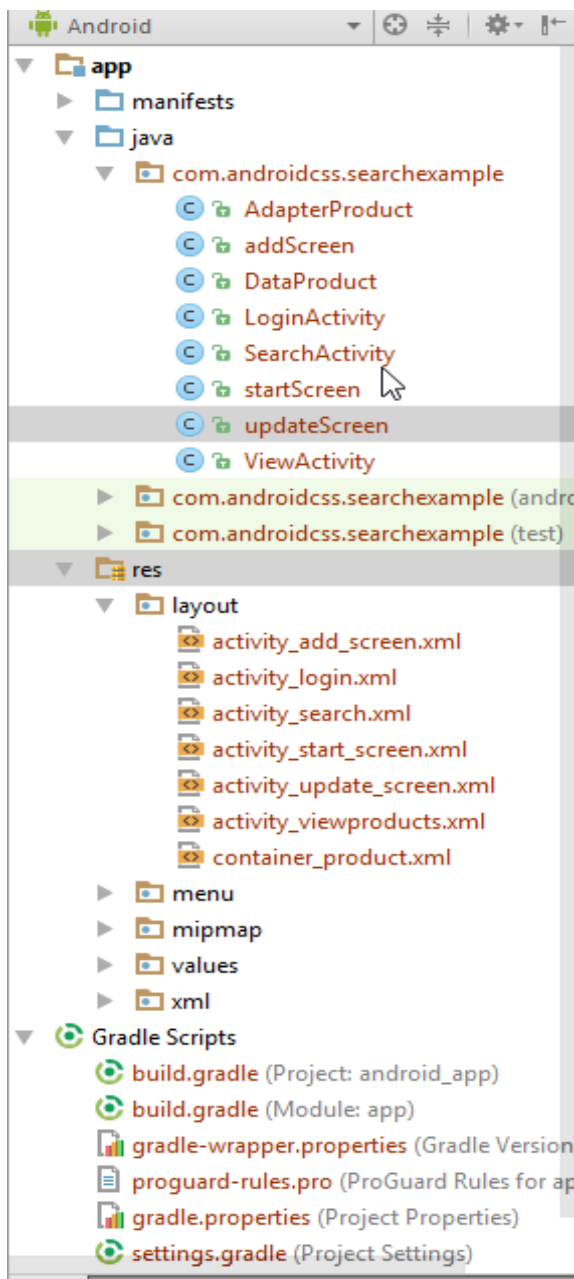 Android
app
manifests
java
com.androidcss.searchexample
C AdapterProduct
C addScreen
C DataProduct
C LoginActivity
C SearchActivity
C startScreen
C updateScreen
C ViewActivity
com.androidcss.searchexample (andro
com.androidcss.searchexample (test)
res
layout
activity_add_screen.xml
activity_login.xml
activity_search.xml
activity_start_screen.xml
activity_update_screen.xml
activity_viewproducts.xml
container_product.xml
menu
mipmap
values
xml
Gradle Scripts
build.gradle (Project: android_app)
build.gradle (Module: app)
gradle-wrapper.properties (Gradle Version
proguard-rules.pro (ProGuard Rules for ap
gradle.properties (Project Properties)
settings.gradle (Project Settings)